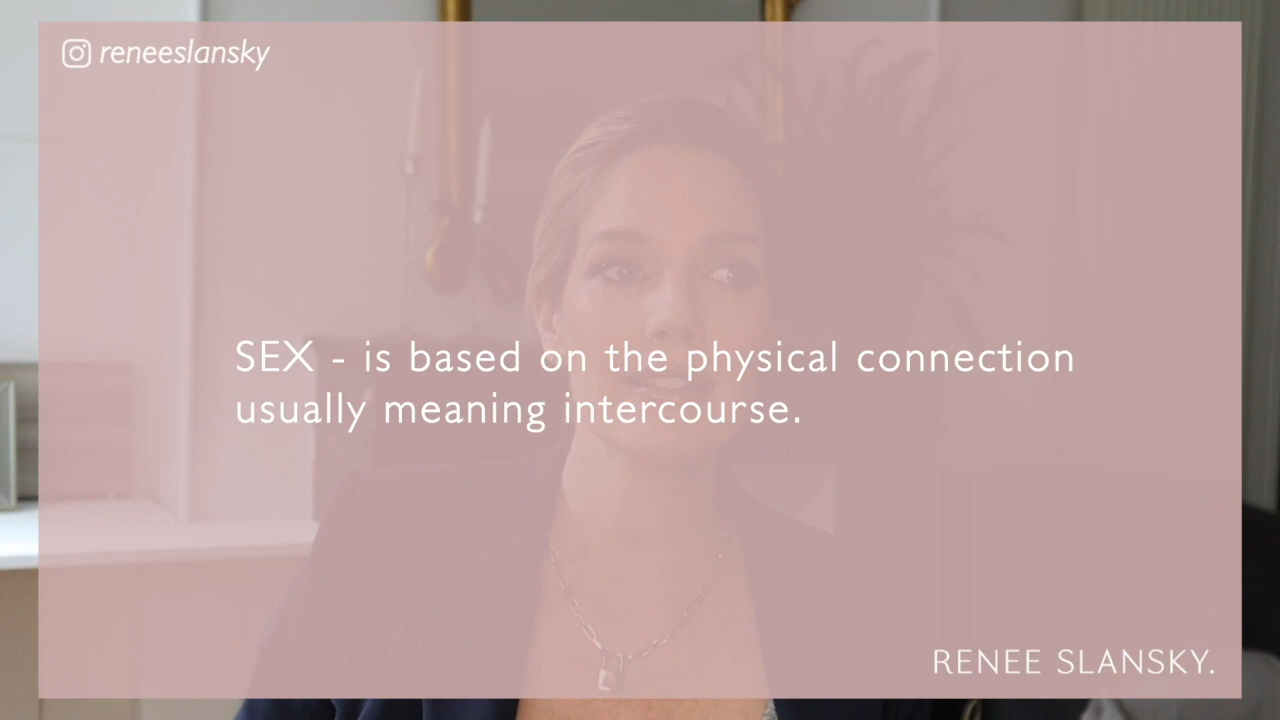 reneeslansky
SEX - is based on the physical connection
usually meaning intercourse.
RENEE SLANSKY.